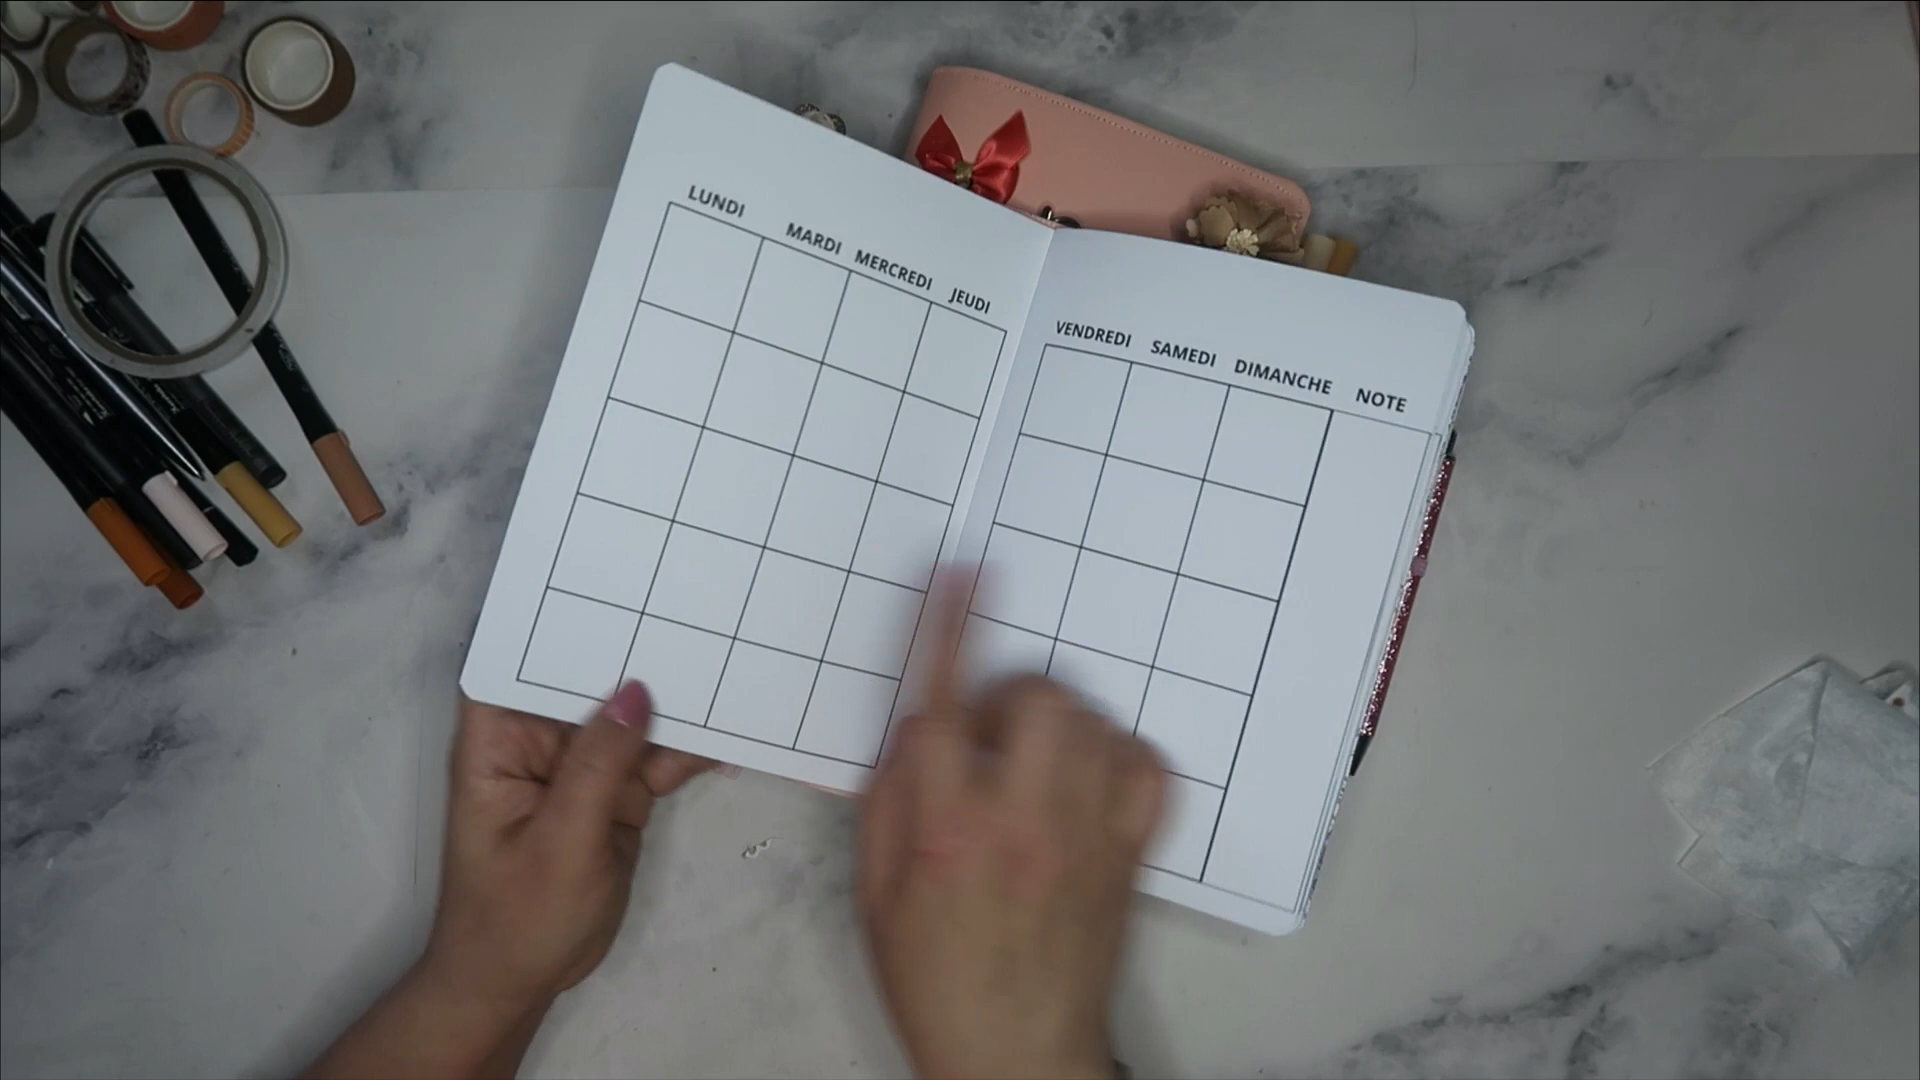 LUNDI MARDI MERCREDI JEUDI
VENDREDI SAMEDI DIMANCHE NOTE